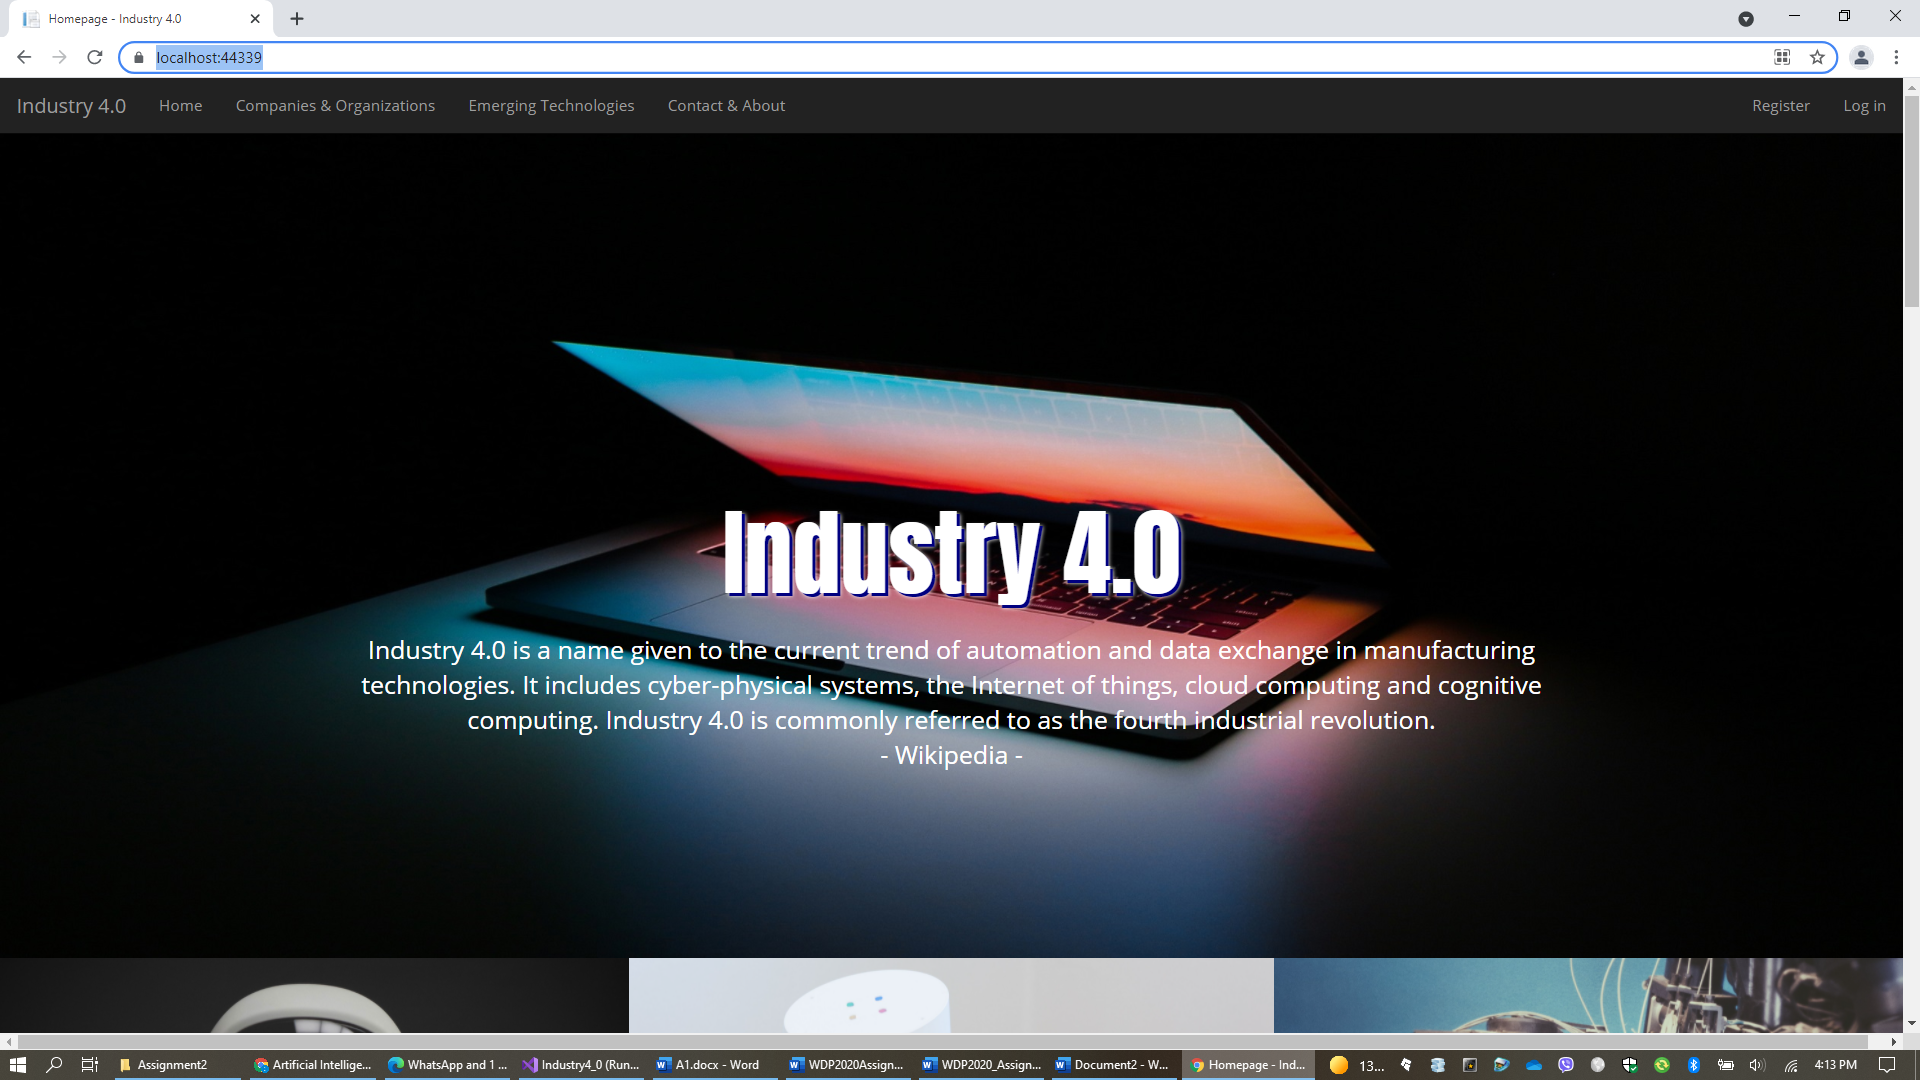 Homepage - Industry 4.0
localhost:44339
Industry 4.0 Home Companies & Organizations Emerging Technologies Contact & About Register Log in
Industry 4.0
Industry 4.0 is a name given to the current trend of automation and data exchange in manufacturing
technologies. It includes cyber-physical systems, the Internet of things, cloud computing and cognitive
computing. Industry 4.0 is commonly referred to as the fourth industrial revolution.
- Wikipedia -
Assignment2 Artificial Intellige... WhatsApp and 1 ... Industry4_0 (Run... A1.docx - Word WDP2020Assign... WDP2020_Assign... Document2 - W... Homepage - Ind... 13... 4:13 PM